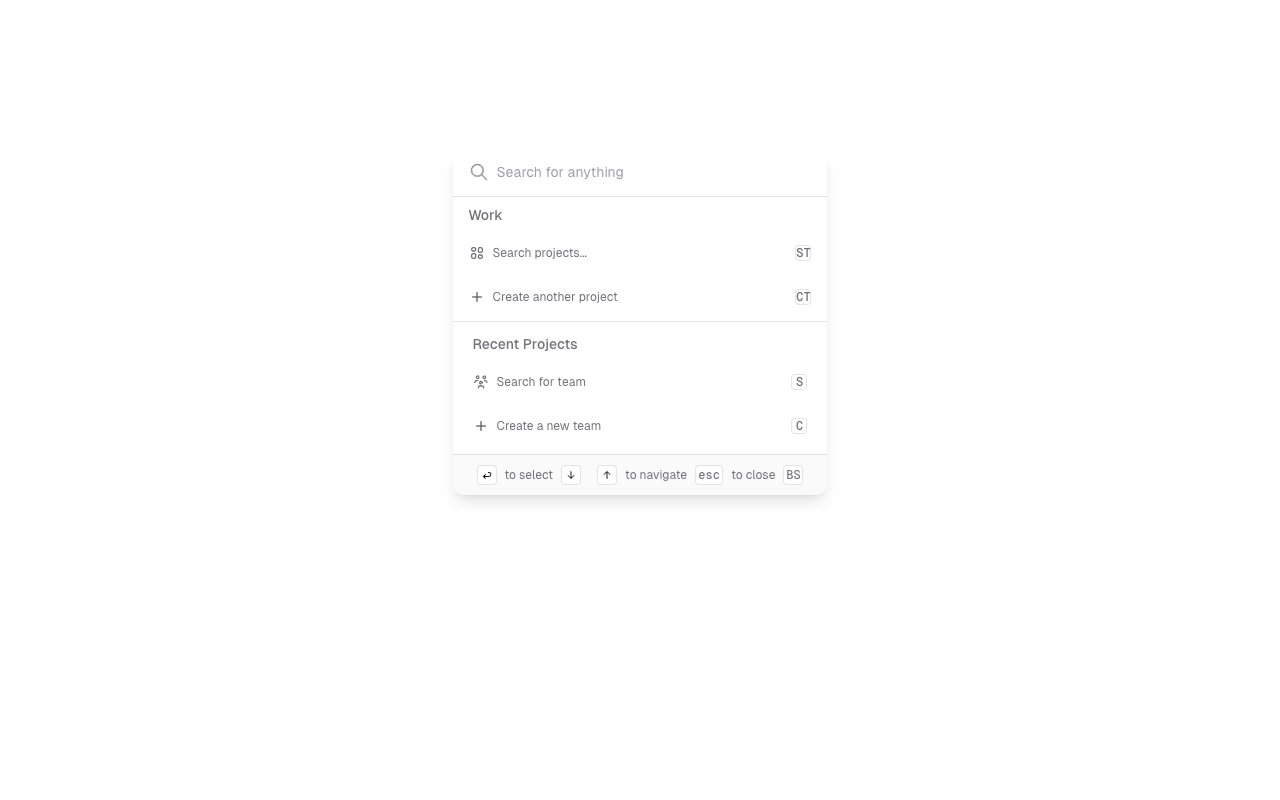 Search for anything
Work
Search projects...
ST
Create another project
CT
Recent Projects
Search for team
S
Create a new team
C
to select to navigate esc to close BS